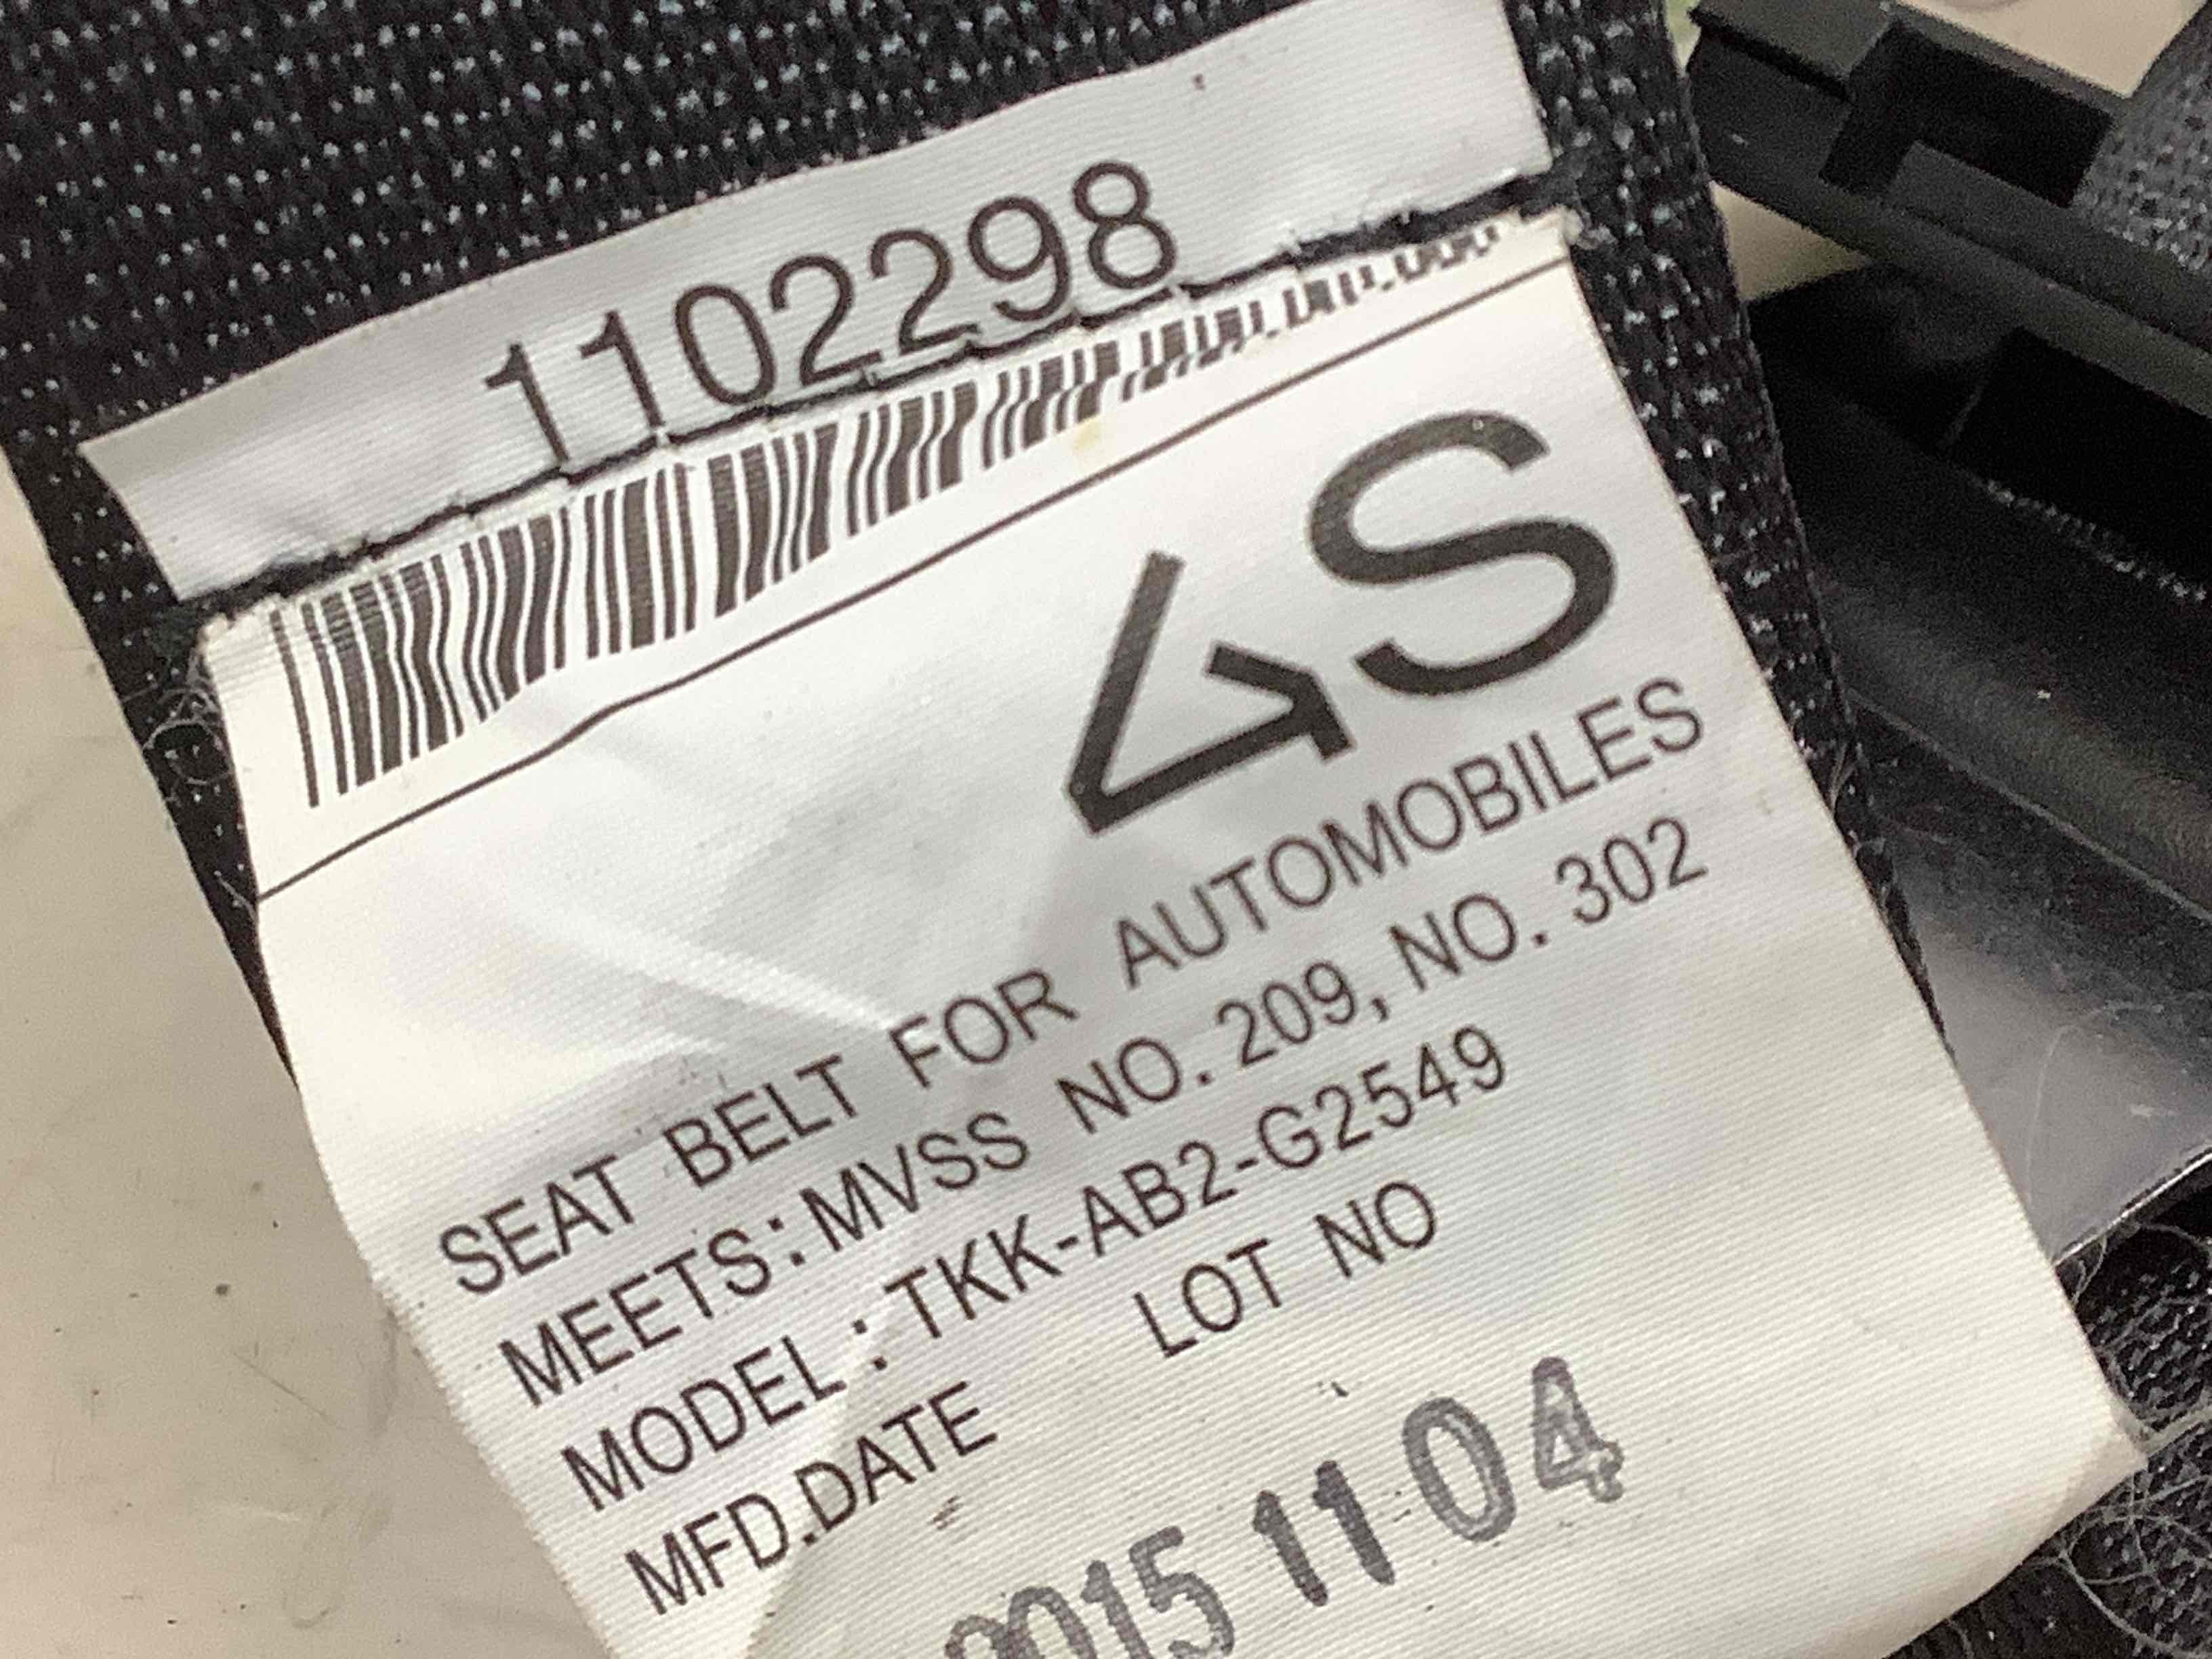 1102298
S
SEAT BELT FOR AUTOMOBILES
MEETS:MVSS NO.209, NO.302
MODEL:TKK-AB2-G2549
MFD.DATE LOT NO
2015 11 04